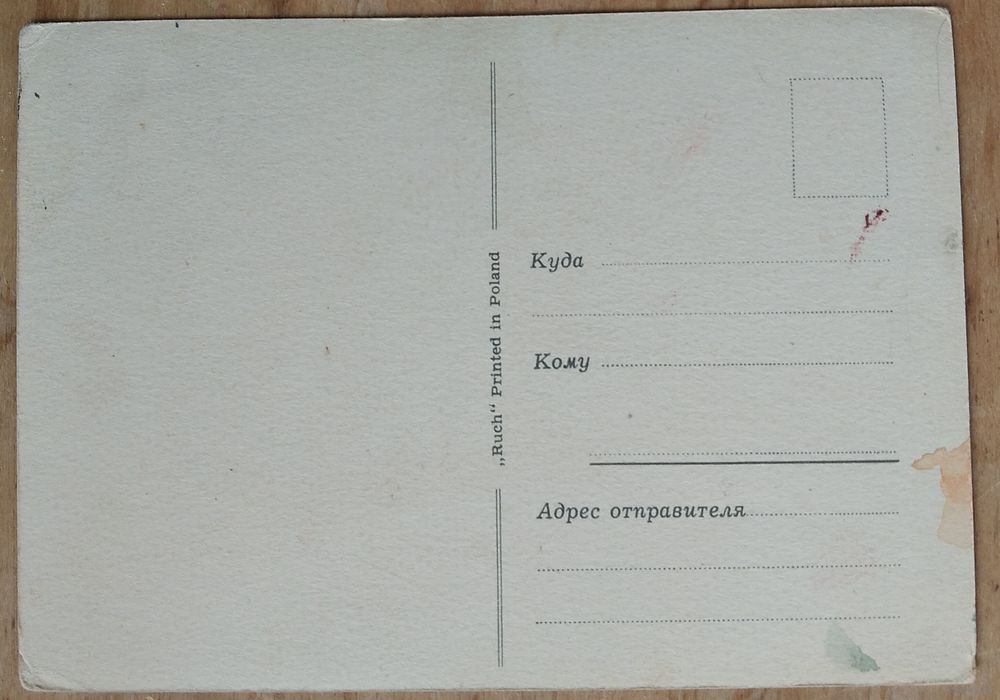 „Ruch“ Printed in Poland
Куда
Кому
Адрес отправителя